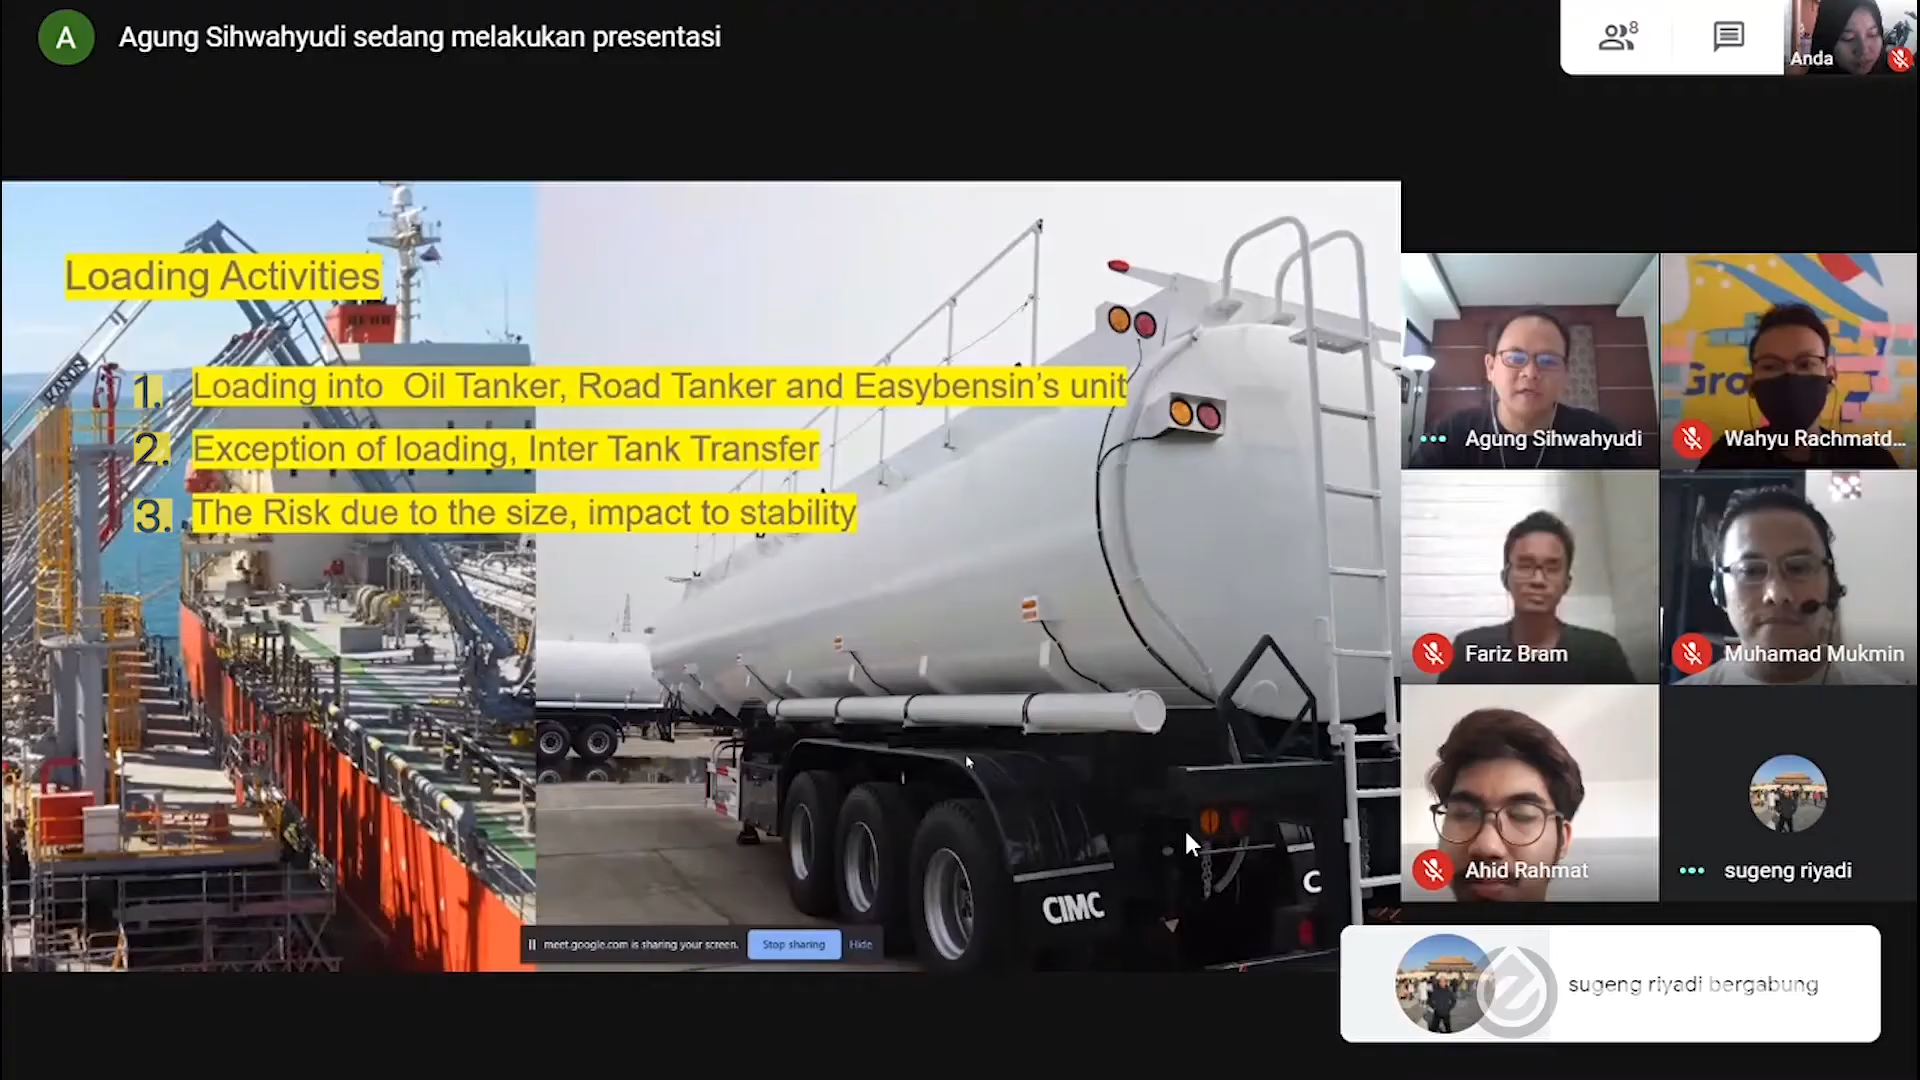 A
Agung Sihwahyudi sedang melakukan presentasi
8
Anda
Loading Activities
KANON
1. Loading into Oil Tanker, Road Tanker and Easybensin's unit
2. Exception of loading, Inter Tank Transfer
3. The Risk due to the size, impact to stability
CIMC
C
meet.google.com is sharing your screen.
Stop sharing
Hide
Agung Sihwahyudi
Gra
Wahyu Rachmatd...
Fariz Bram
Muhamad Mukmin
Ahid Rahmat
sugeng riyadi
sugeng riyadi bergabung